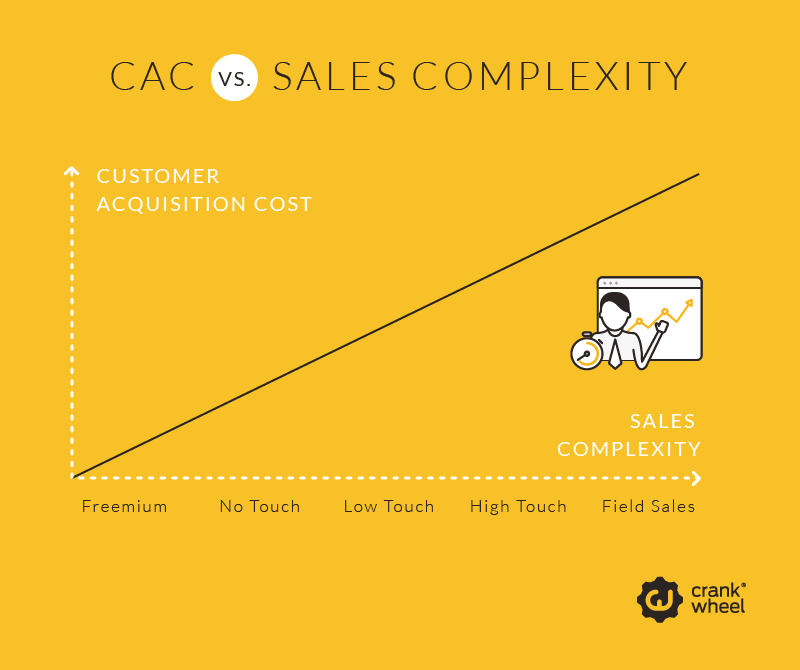 CAC VS. SALES COMPLEXITY
CUSTOMER
ACQUISITION COST
SALES
COMPLEXITY
Freemium No Touch Low Touch High Touch Field Sales
crank®
wheel